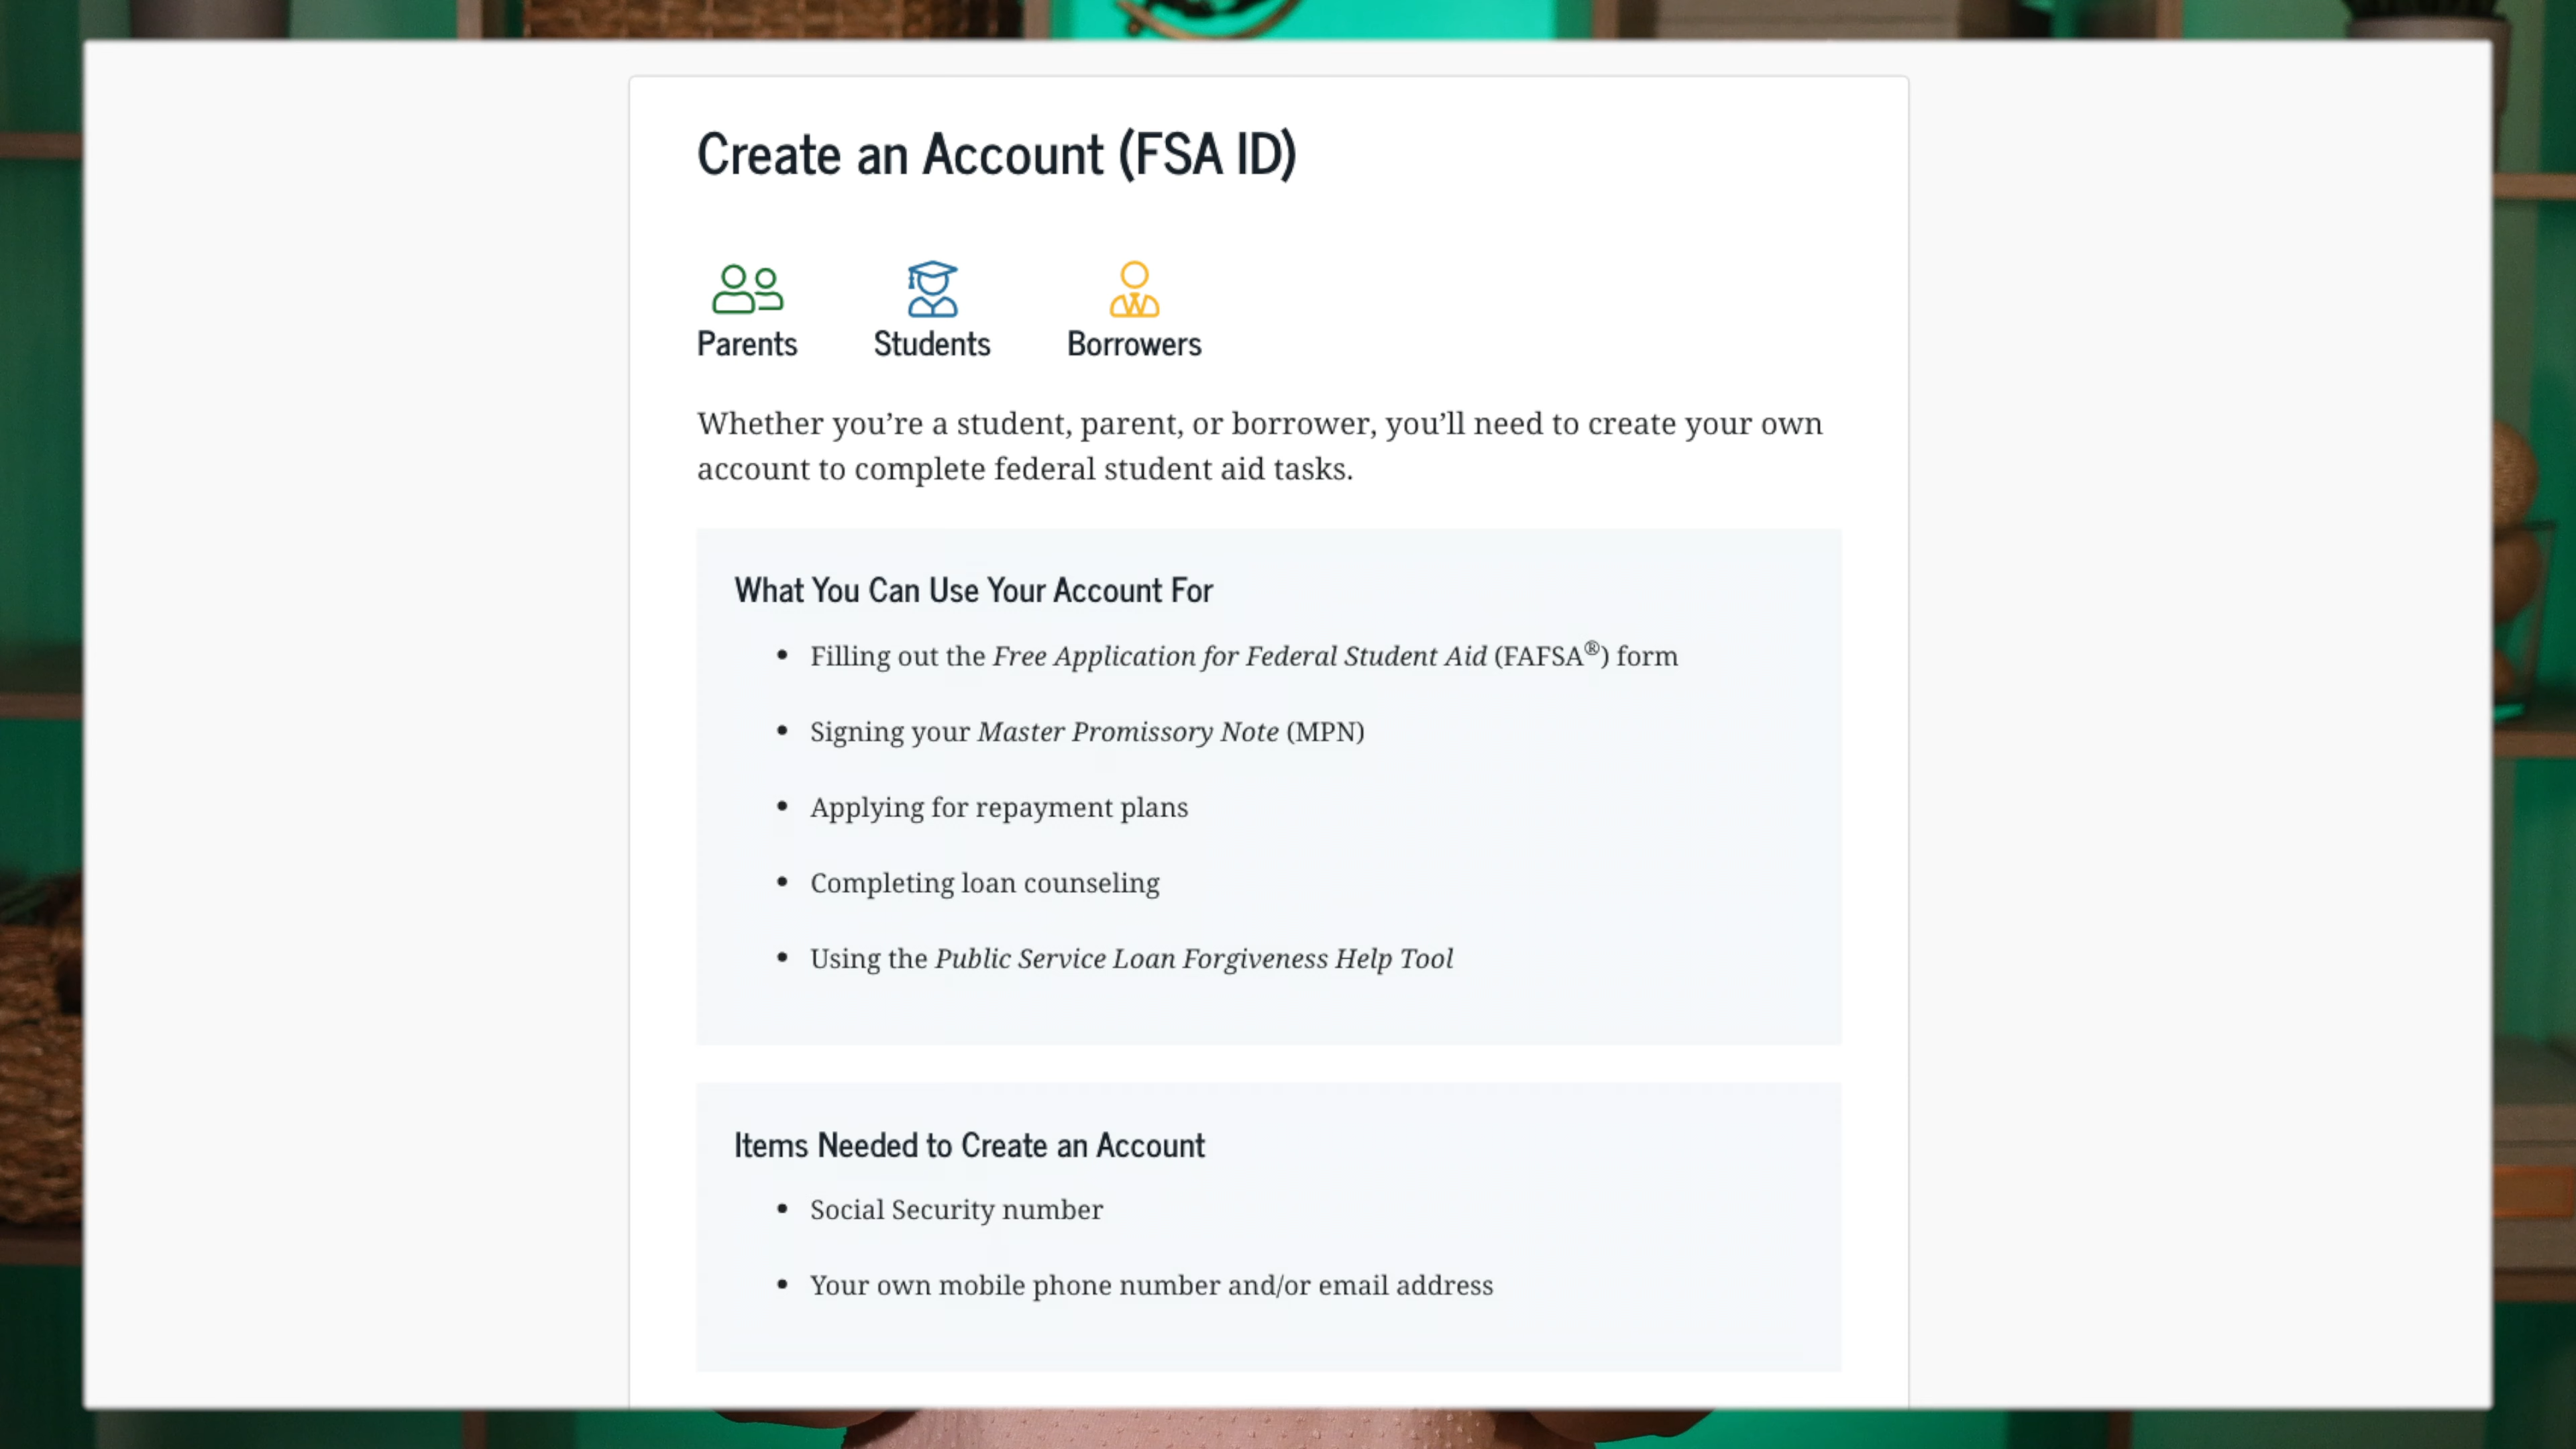 Create an Account (FSA ID)
Parents Students Borrowers
Whether you’re a student, parent, or borrower, you’ll need to create your own
account to complete federal student aid tasks.
What You Can Use Your Account For
• Filling out the Free Application for Federal Student Aid (FAFSA®) form
• Signing your Master Promissory Note (MPN)
• Applying for repayment plans
• Completing loan counseling
• Using the Public Service Loan Forgiveness Help Tool
Items Needed to Create an Account
• Social Security number
• Your own mobile phone number and/or email address